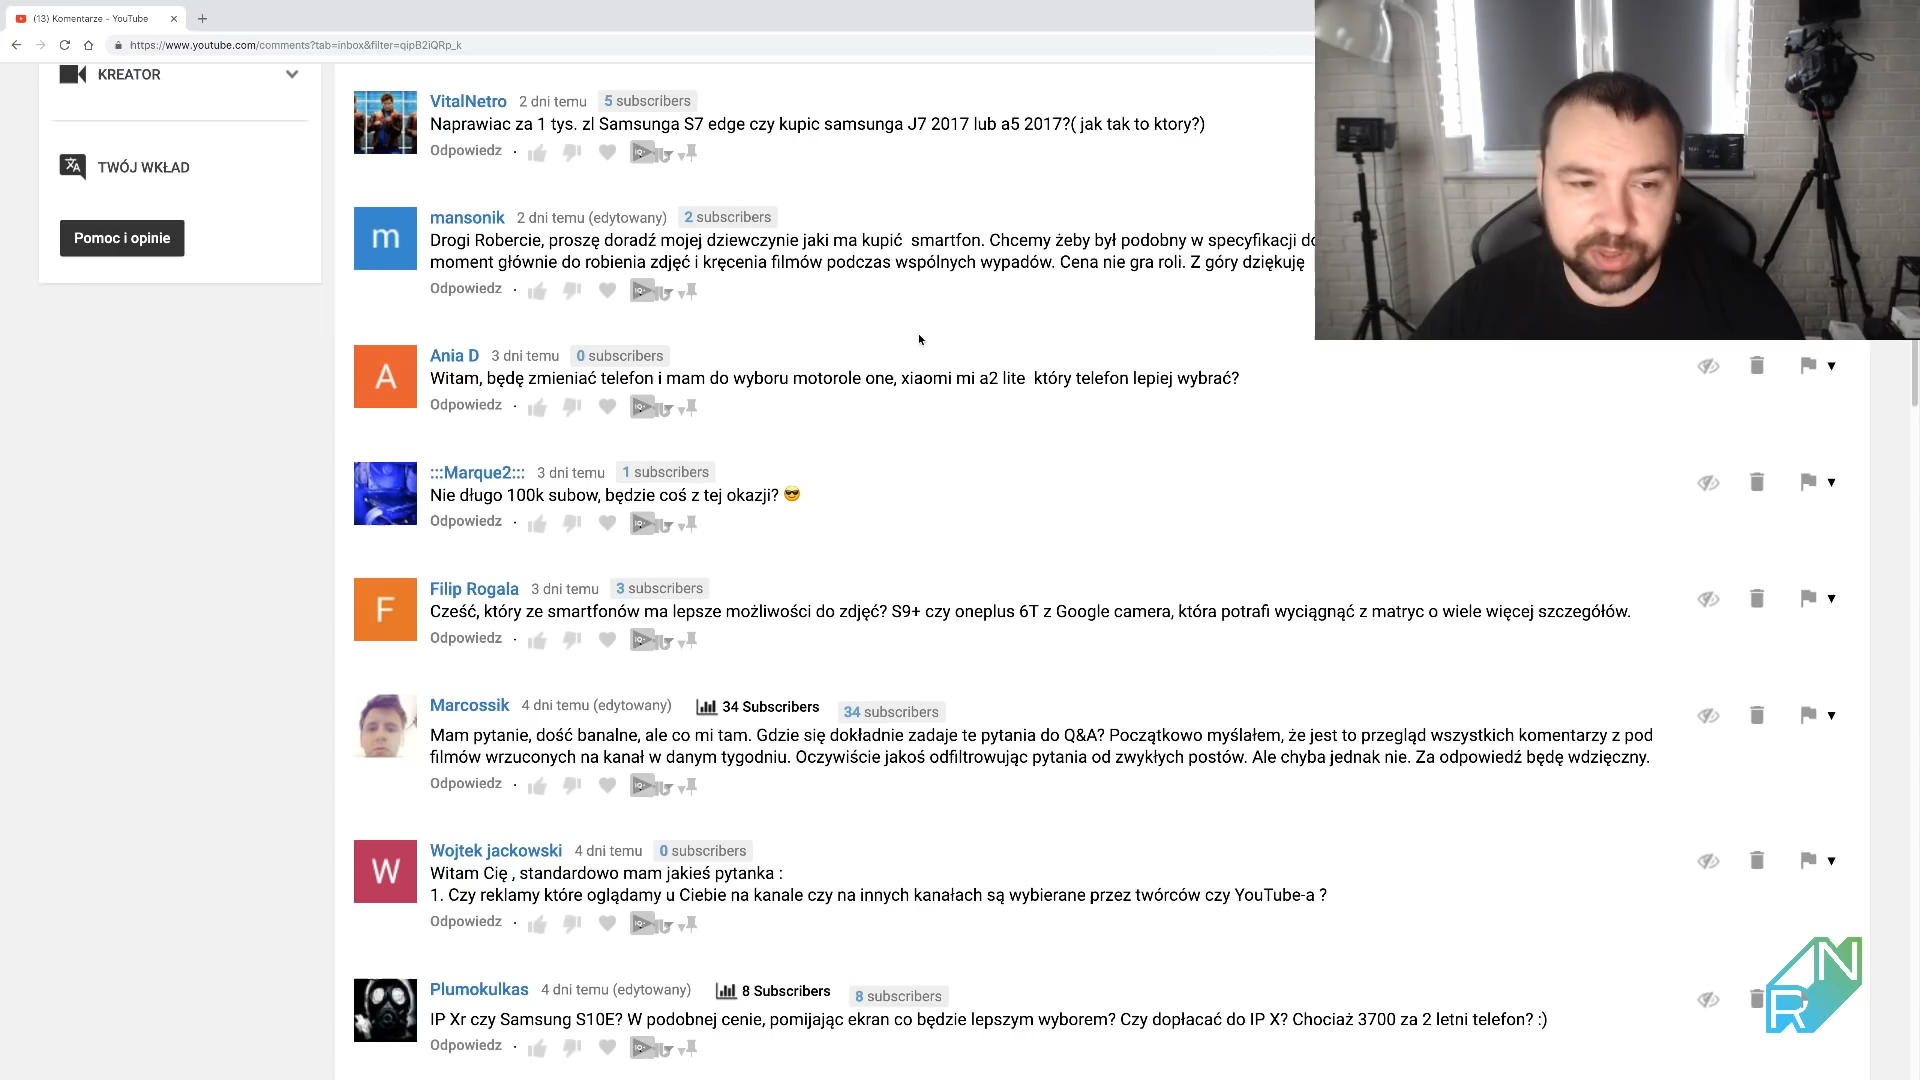 (13) Komentarze - YouTube
https://www.youtube.com/comments?tab=inbox&filter=qipB2iQRp_k
KREATOR
TWÓJ WKŁAD
Pomoc i opinie
VitalNetro 2 dni temu 5 subscribers
Naprawiac za 1 tys. zl Samsunga S7 edge czy kupic samsunga J7 2017 lub a5 2017?( jak tak to ktory?)
Odpowiedz
m
mansonik 2 dni temu (edytowany) 2 subscribers
Drogi Robercie, proszę doradź mojej dziewczynie jaki ma kupić smartfon. Chcemy żeby był podobny w specyfikacji
moment głównie do robienia zdjęć i kręcenia filmów podczas wspólnych wypadów. Cena nie gra roli. Z góry dziękuję
Odpowiedz
A
Ania D 3 dni temu 0 subscribers
Witam, będę zmieniać telefon i mam do wyboru motorole one, xiaomi mi a2 lite który telefon lepiej wybrać?
Odpowiedz
:::Marque2::: 3 dni temu 1 subscribers
Nie długo 100k subow, będzie coś z tej okazji? 😎
Odpowiedz
F
Filip Rogala 3 dni temu 3 subscribers
Cześć, który ze smartfonów ma lepsze możliwości do zdjęć? S9+ czy oneplus 6T z Google camera, która potrafi wyciągnąć z matryc o wiele więcej szczegółów.
Odpowiedz
Marcossik 4 dni temu (edytowany) 34 Subscribers 34 subscribers
Mam pytanie, dość banalne, ale co mi tam. Gdzie się dokładnie zadaje te pytania do Q&A? Początkowo myślałem, że jest to przegląd wszystkich komentarzy z pod
filmów wrzuconych na kanał w danym tygodniu. Oczywiście jakoś odfiltrowując pytania od zwykłych postów. Ale chyba jednak nie. Za odpowiedź będę wdzięczny.
Odpowiedz
W
Wojtek jackowski 4 dni temu 0 subscribers
Witam Cię , standardowo mam jakieś pytanka :
1. Czy reklamy które oglądamy u Ciebie na kanale czy na innych kanałach są wybierane przez twórców czy YouTube-a ?
Odpowiedz
Plumokulkas 4 dni temu (edytowany) 8 Subscribers 8 subscribers
IP Xr czy Samsung S10E? W podobnej cenie, pomijając ekran co będzie lepszym wyborem? Czy dopłacać do IP X? Chociaż 3700 za 2 letni telefon? :)
Odpowiedz
RN